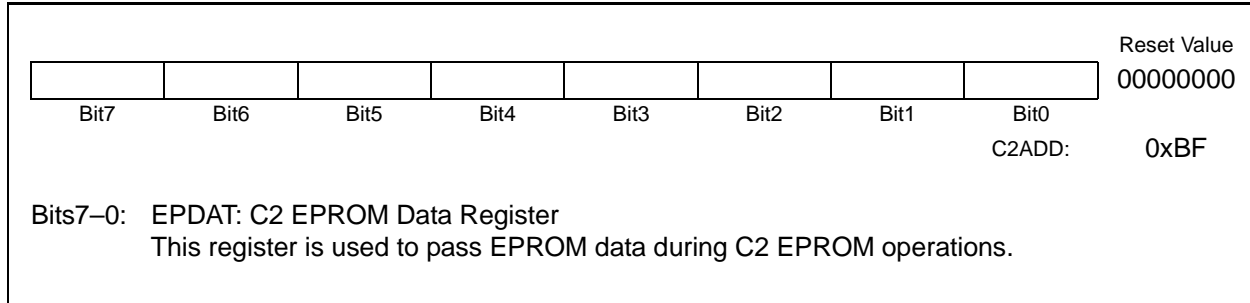 Reset Value
00000000
Bit7 Bit6 Bit5 Bit4 Bit3 Bit2 Bit1 Bit0
C2ADD: 0xBF
Bits7–0: EPDAT: C2 EPROM Data Register
This register is used to pass EPROM data during C2 EPROM operations.